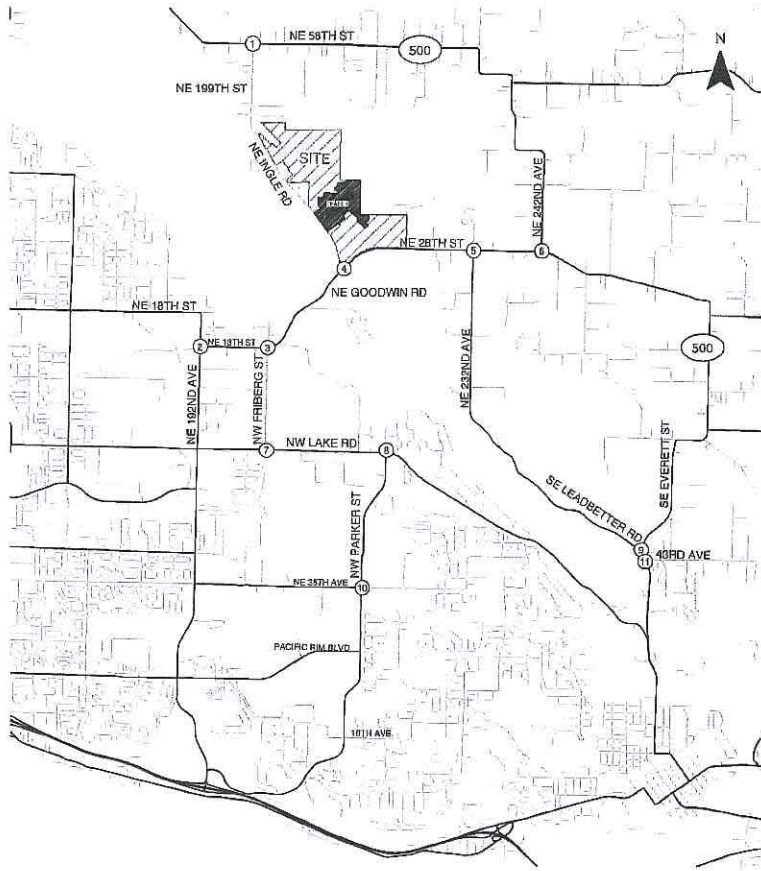 1
NE 58TH ST
500
N
NE 199TH ST
NE INGLE RD
SITE
NE 242ND AVE
NE 28TH ST
5
6
4
NE GOODWIN RD
NE 18TH ST
2
NE 13TH ST
3
500
NE 192ND AVE
NW FRIBERG ST
NE 232ND AVE
7
NW LAKE RD
8
SE EVERETT ST
SE LEADBETTER RD
NW PARKER ST
9
11
43RD AVE
NE 35TH AVE
10
PACIFIC RIM BLVD